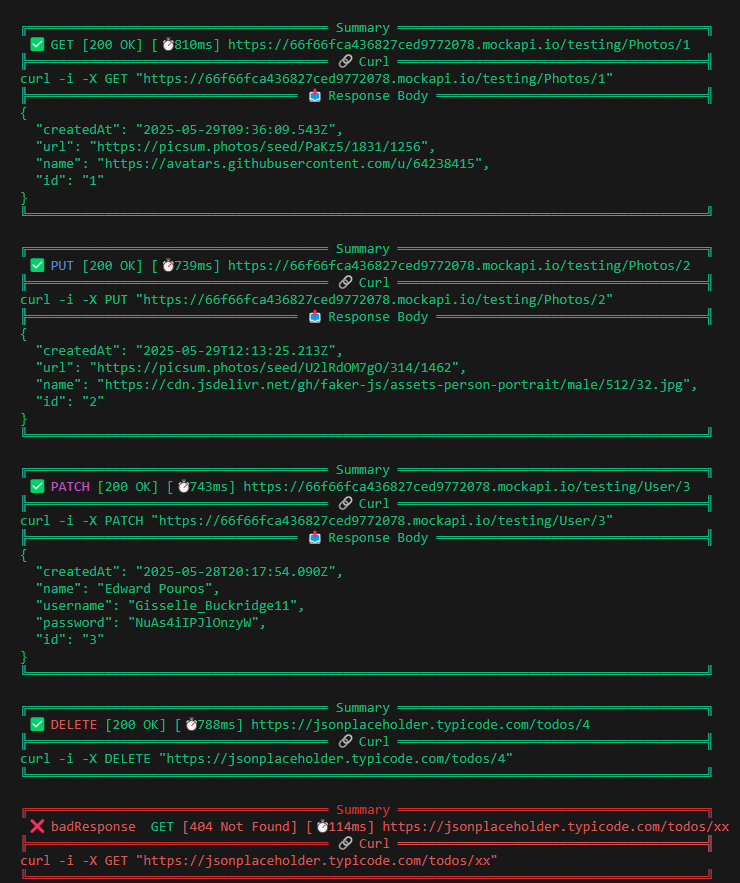 Summary
✅ GET [200 OK] [⏱810ms] https://66f66fca436827ced9772078.mockapi.io/testing/Photos/1
🔗 Curl
curl -i -X GET "https://66f66fca436827ced9772078.mockapi.io/testing/Photos/1"
📩 Response Body
{
  "createdAt": "2025-05-29T09:36:09.543Z",
  "url": "https://picsum.photos/seed/PaKz5/1831/1256",
  "name": "https://avatars.githubusercontent.com/u/64238415",
  "id": "1"
}
Summary
✅ PUT [200 OK] [⏱739ms] https://66f66fca436827ced9772078.mockapi.io/testing/Photos/2
🔗 Curl
curl -i -X PUT "https://66f66fca436827ced9772078.mockapi.io/testing/Photos/2"
📩 Response Body
{
  "createdAt": "2025-05-29T12:13:25.213Z",
  "url": "https://picsum.photos/seed/U2lRdOM7gO/314/1462",
  "name": "https://cdn.jsdelivr.net/gh/faker-js/assets-person-portrait/male/512/32.jpg",
  "id": "2"
}
Summary
✅ PATCH [200 OK] [⏱743ms] https://66f66fca436827ced9772078.mockapi.io/testing/User/3
🔗 Curl
curl -i -X PATCH "https://66f66fca436827ced9772078.mockapi.io/testing/User/3"
📩 Response Body
{
  "createdAt": "2025-05-28T20:17:54.090Z",
  "name": "Edward Pouros",
  "username": "Gisselle_Buckridge11",
  "password": "NuAs4iIPJlOnzyW",
  "id": "3"
}
Summary
✅ DELETE [200 OK] [⏱788ms] https://jsonplaceholder.typicode.com/todos/4
🔗 Curl
curl -i -X DELETE "https://jsonplaceholder.typicode.com/todos/4"
Summary
❌ badResponse  GET [404 Not Found] [⏱114ms] https://jsonplaceholder.typicode.com/todos/xx
🔗 Curl
curl -i -X GET "https://jsonplaceholder.typicode.com/todos/xx"